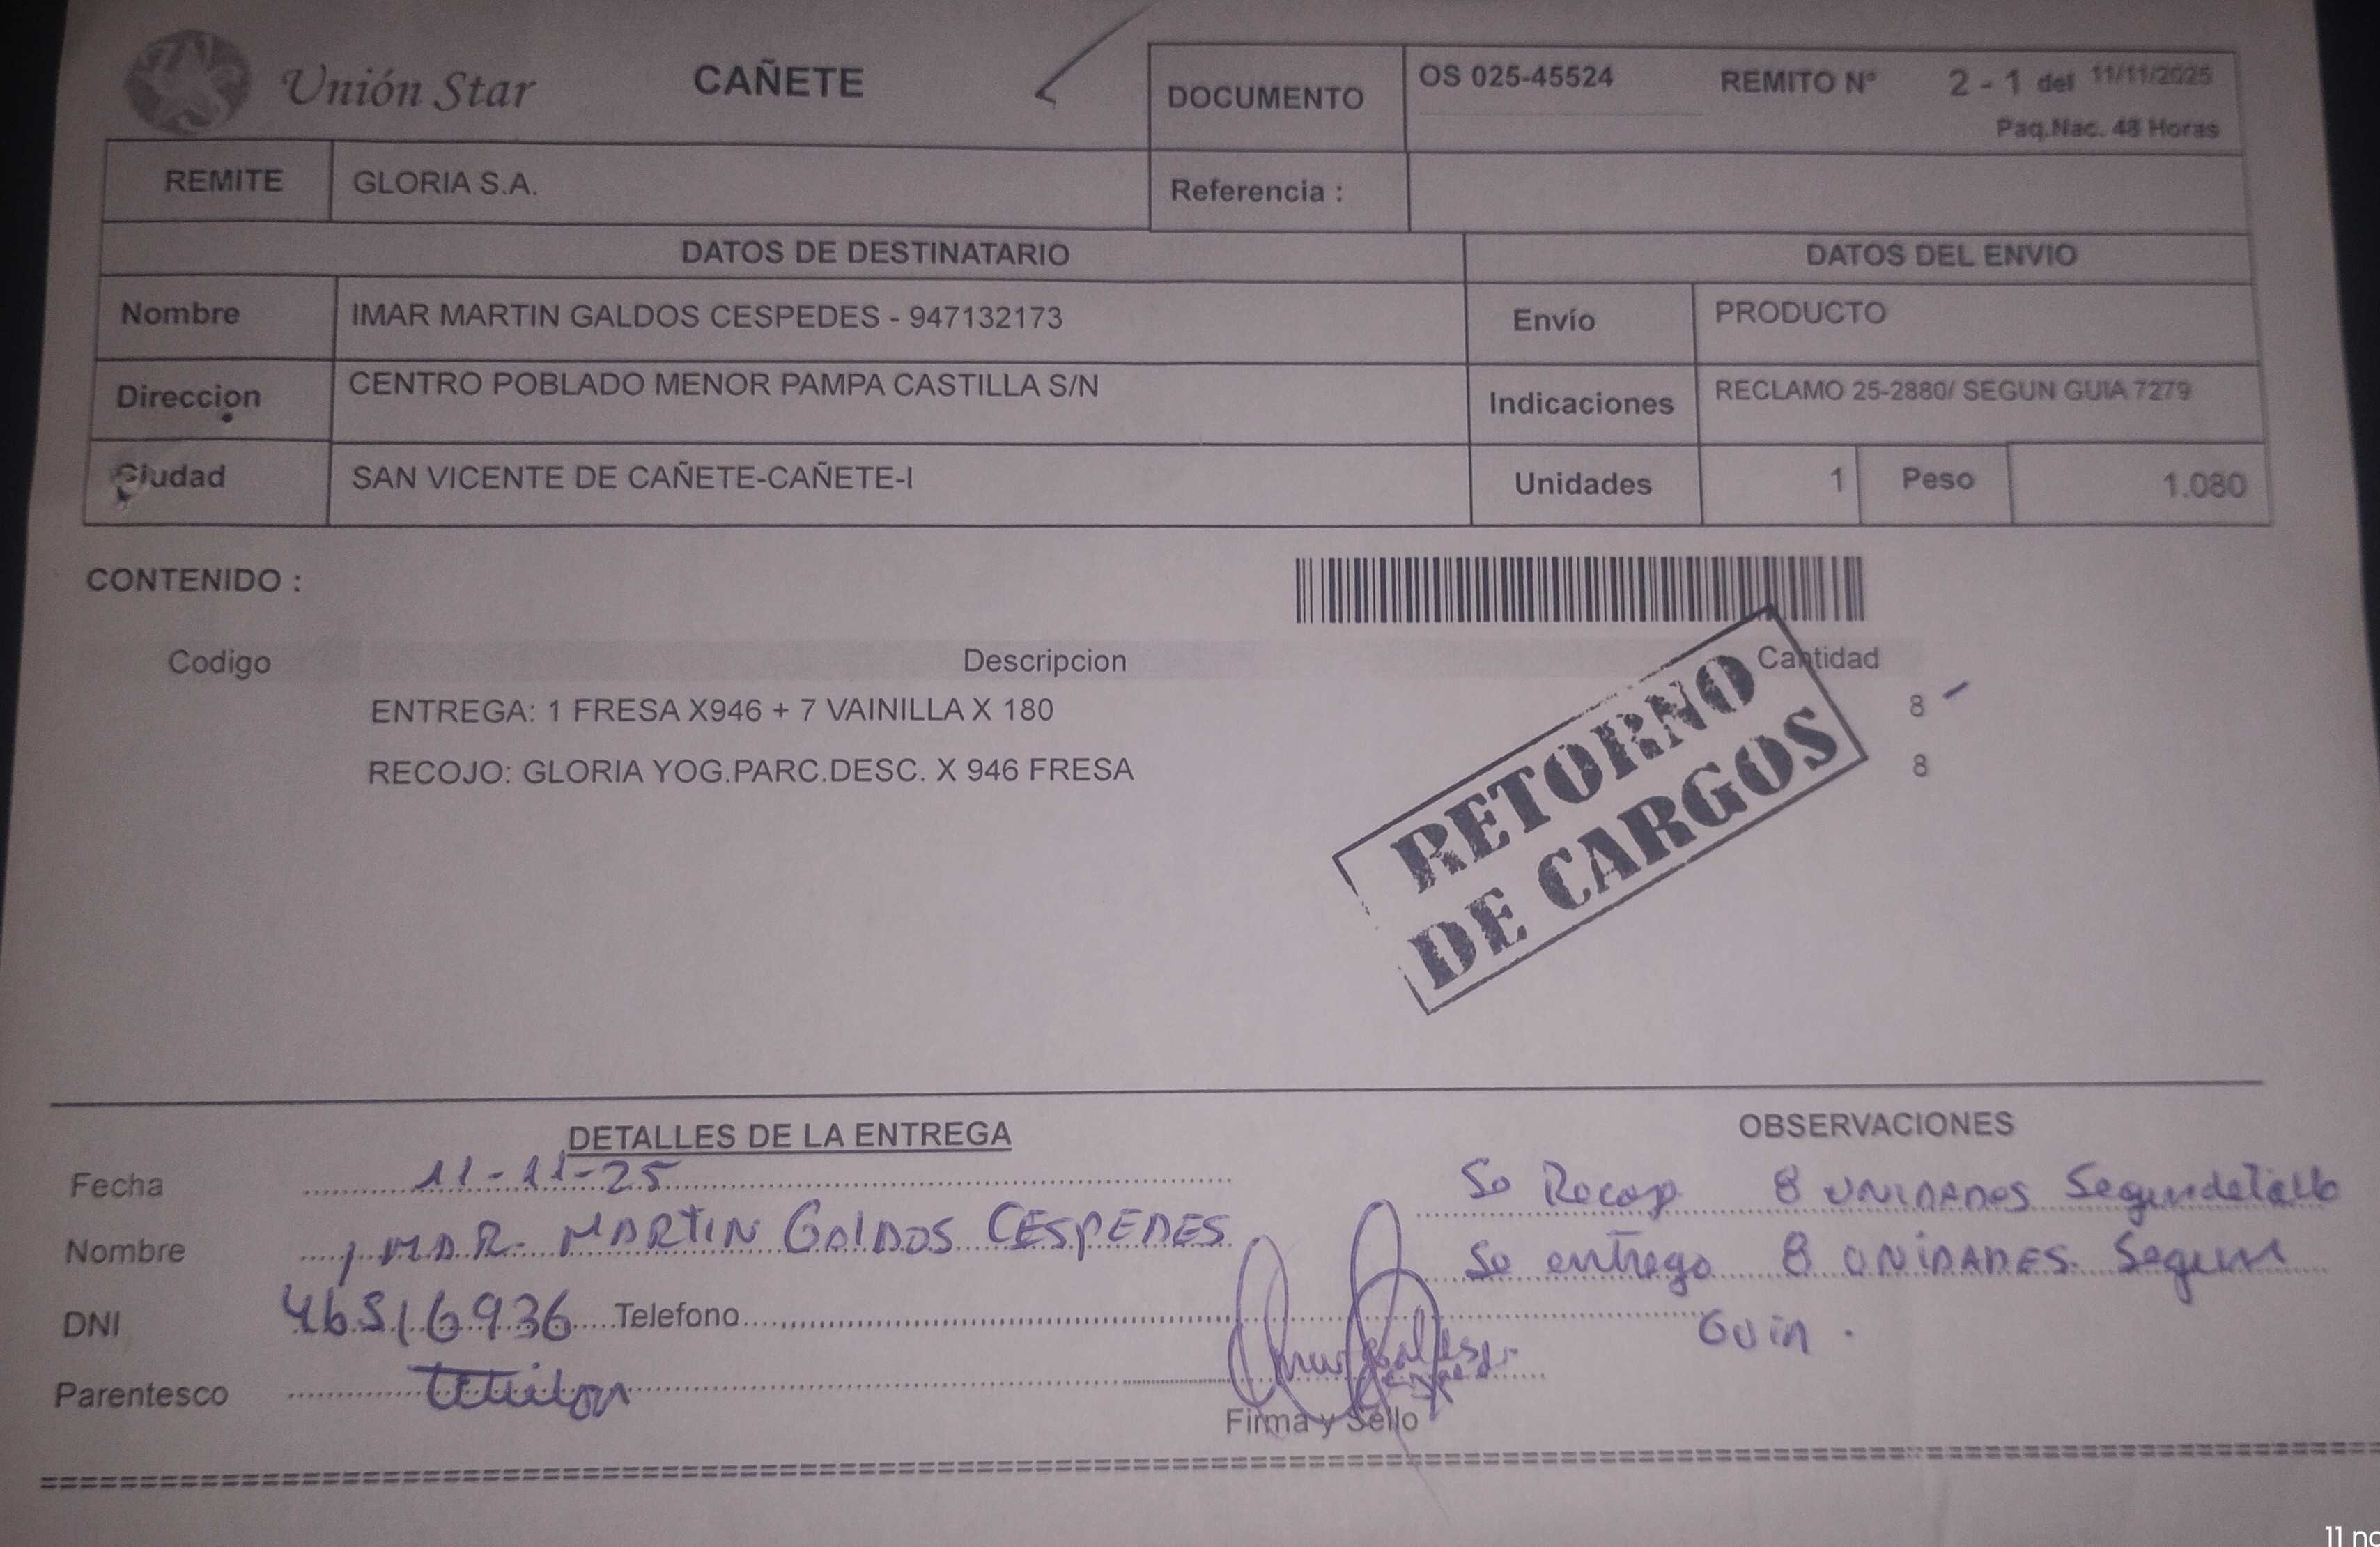 Unión Star CAÑETE
DOCUMENTO OS 025-45524 REMITO N° 2 - 1 del 11/11/2025
Paq.Nac. 48 Horas
REMITE GLORIA S.A. Referencia :
DATOS DE DESTINATARIO DATOS DEL ENVIO
Nombre IMAR MARTIN GALDOS CESPEDES - 947132173 Envío PRODUCTO
Direccion CENTRO POBLADO MENOR PAMPA CASTILLA S/N Indicaciones RECLAMO 25-2880/ SEGUN GUIA 7279
Ciudad SAN VICENTE DE CAÑETE-CAÑETE-I Unidades 1 Peso 1.080
CONTENIDO :
Codigo Descripcion Cantidad
ENTREGA: 1 FRESA X946 + 7 VAINILLA X 180 8
RECOJO: GLORIA YOG.PARC.DESC. X 946 FRESA 8
RETORNO
DE CARGOS
DETALLES DE LA ENTREGA OBSERVACIONES
Fecha 11-11-25 Se 8 UNIDADES Segun detalle
Nombre IMAR MARTIN GALDOS CESPEDES Se entrego 8 UNIDADES Segun
DNI 46516936 Telefono Guia.
Parentesco
Firma y Sello